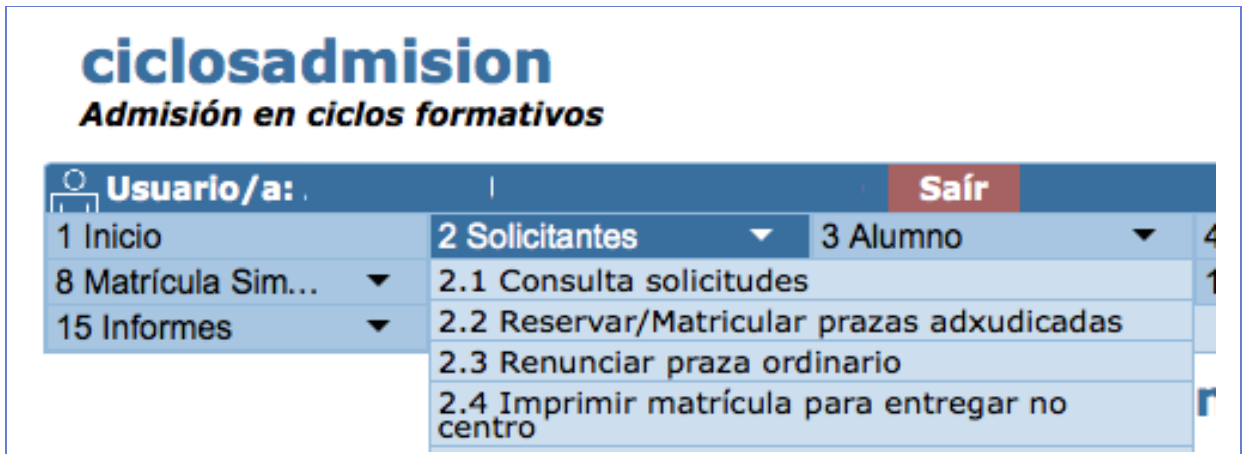 ciclosadmision
Admisión en ciclos formativos
Usuario/a:
Saír
1 Inicio
2 Solicitantes
3 Alumno
4
8 Matrícula Sim...
2.1 Consulta solicitudes
1
15 Informes
2.2 Reservar/Matricular prazas adxudicadas
2.3 Renunciar praza ordinario
2.4 Imprimir matrícula para entregar no
centro